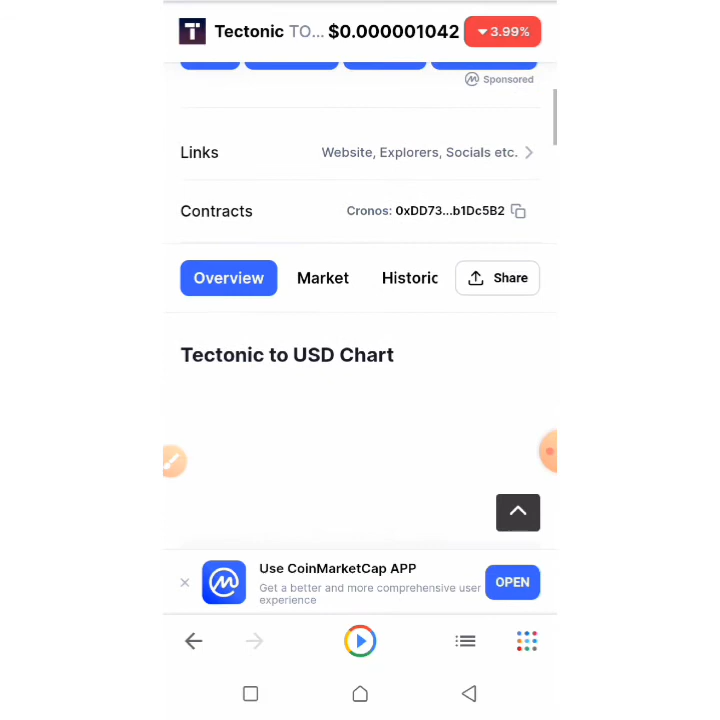 Tectonic TO... $0.000001042 ▼3.99%
Sponsored
Links Website, Explorers, Socials etc.
Contracts Cronos: 0xDD73...b1Dc5B2
Overview Market Historic Share
Tectonic to USD Chart
Use CoinMarketCap APP
Get a better and more comprehensive user
experience
OPEN